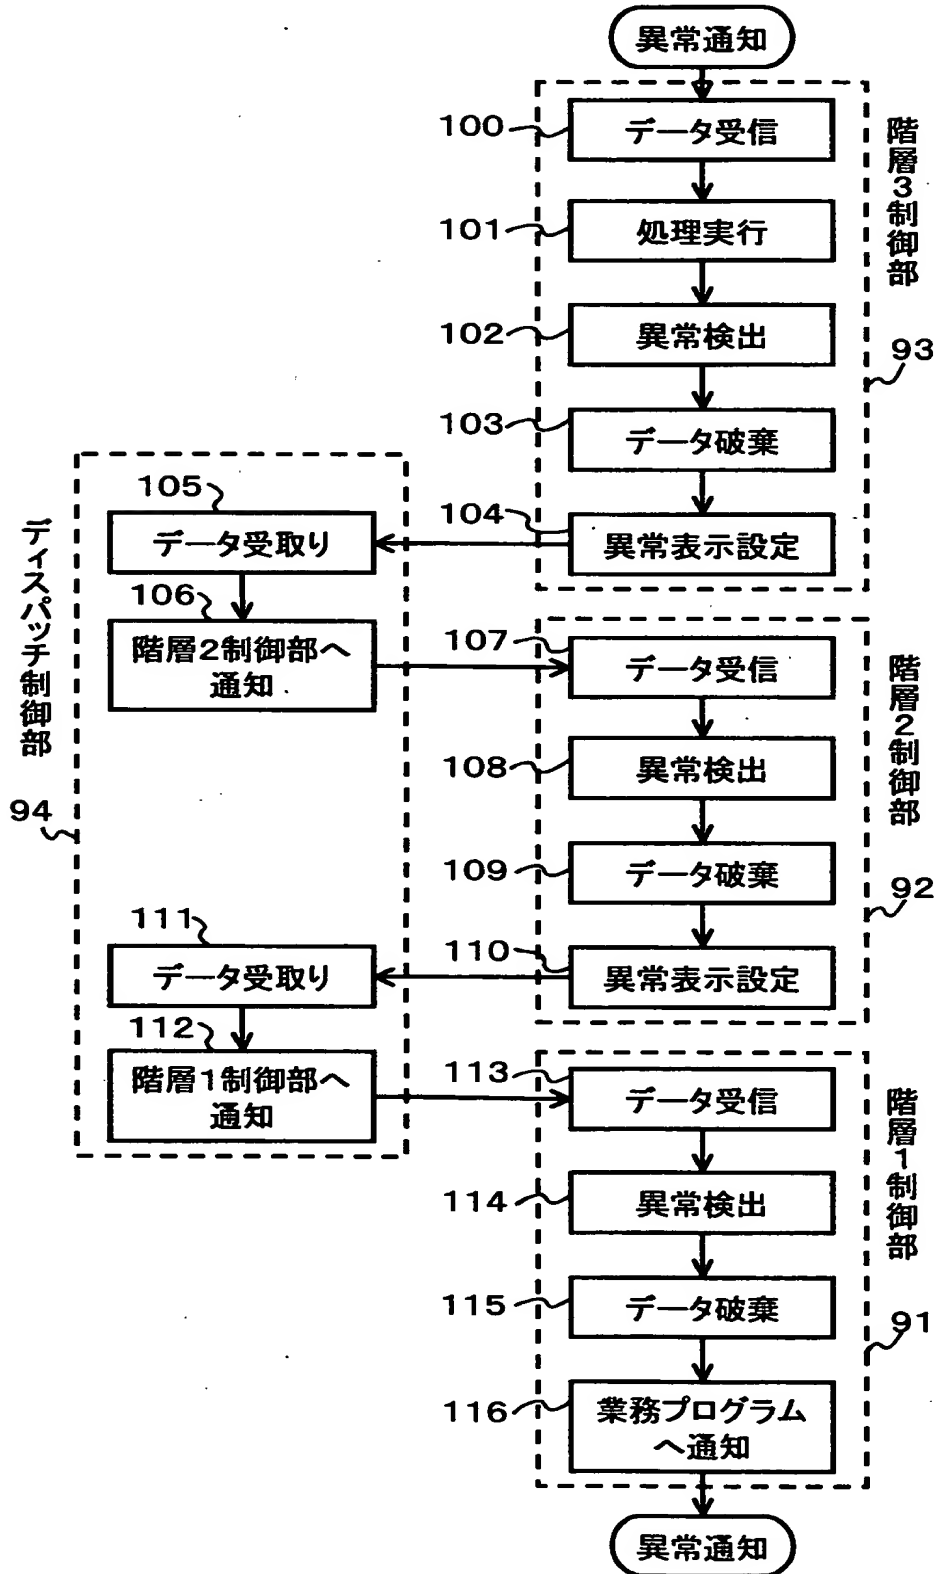 異常通知
100
データ受信
階層3制御部
101
処理実行
102
異常検出
93
103
データ破棄
104
異常表示設定
105
データ受取り
ディスパッチ制御部
106
階層2制御部へ
通知
107
データ受信
階層2制御部
108
異常検出
94
109
データ破棄
92
110
異常表示設定
111
データ受取り
112
階層1制御部へ
通知
113
データ受信
階層1制御部
114
異常検出
115
データ破棄
91
116
業務プログラム
へ通知
異常通知